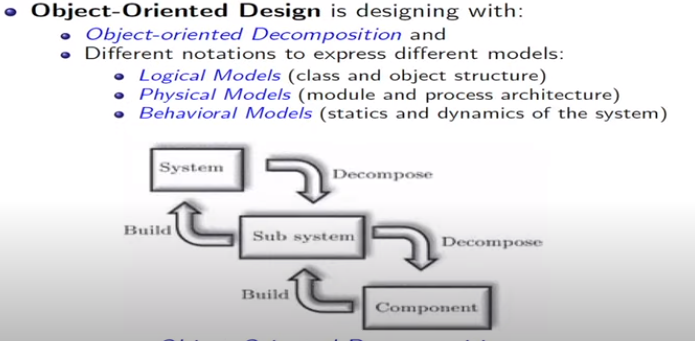 Object-Oriented Design is designing with:
Object-oriented Decomposition and
Different notations to express different models:
Logical Models (class and object structure)
Physical Models (module and process architecture)
Behavioral Models (statics and dynamics of the system)
System
Decompose
Build
Sub system
Decompose
Build
Component